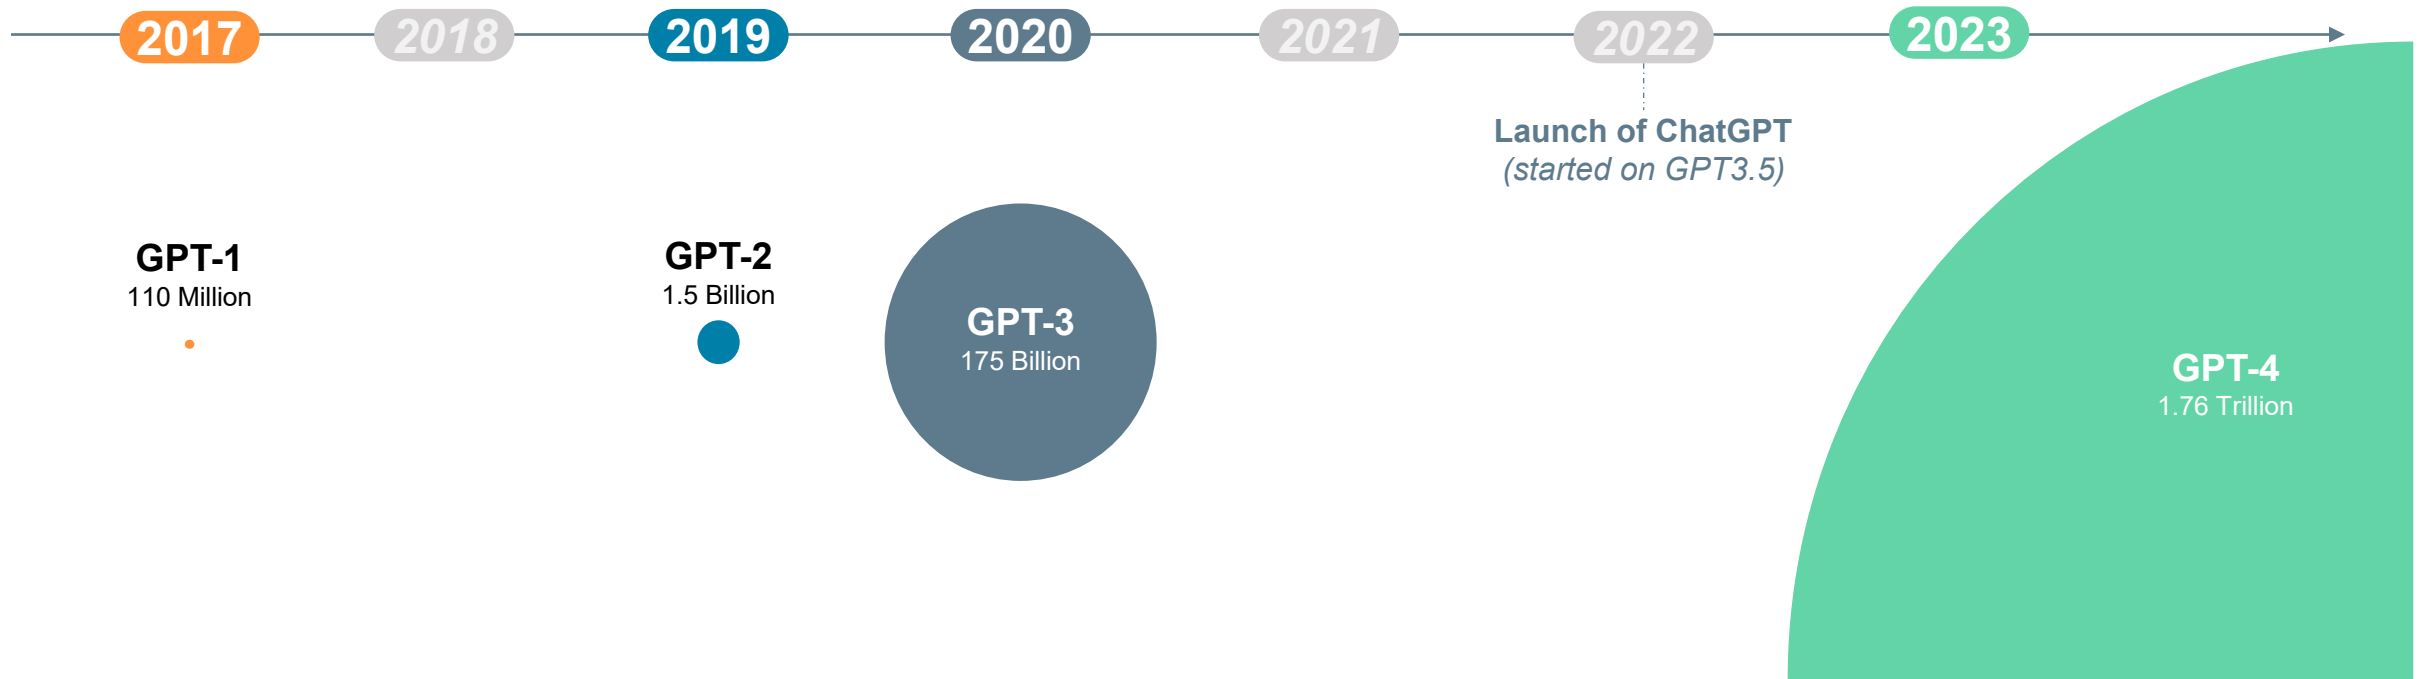 2017
2018
2019
2020
2021
2022
2023
Launch of ChatGPT
(started on GPT3.5)
GPT-1
110 Million
GPT-2
1.5 Billion
GPT-3
175 Billion
GPT-4
1.76 Trillion